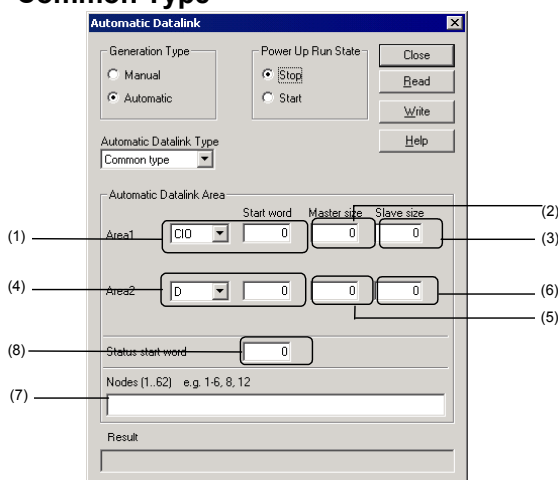 Common Type
Automatic Datalink
Generation Type
Manual
Automatic
Power Up Run State
Stop
Start
Close
Read
Write
Help
Automatic Datalink Type
Common type
Automatic Datalink Area
Start word Master size Slave size
(2)
(1) Area1 CIO 0 0 0 (3)
(4) Area2 D 0 0 0 (6)
(5)
(8) Status start word 0
Nodes (1..62) e.g. 1-6, 8, 12
(7)
Result